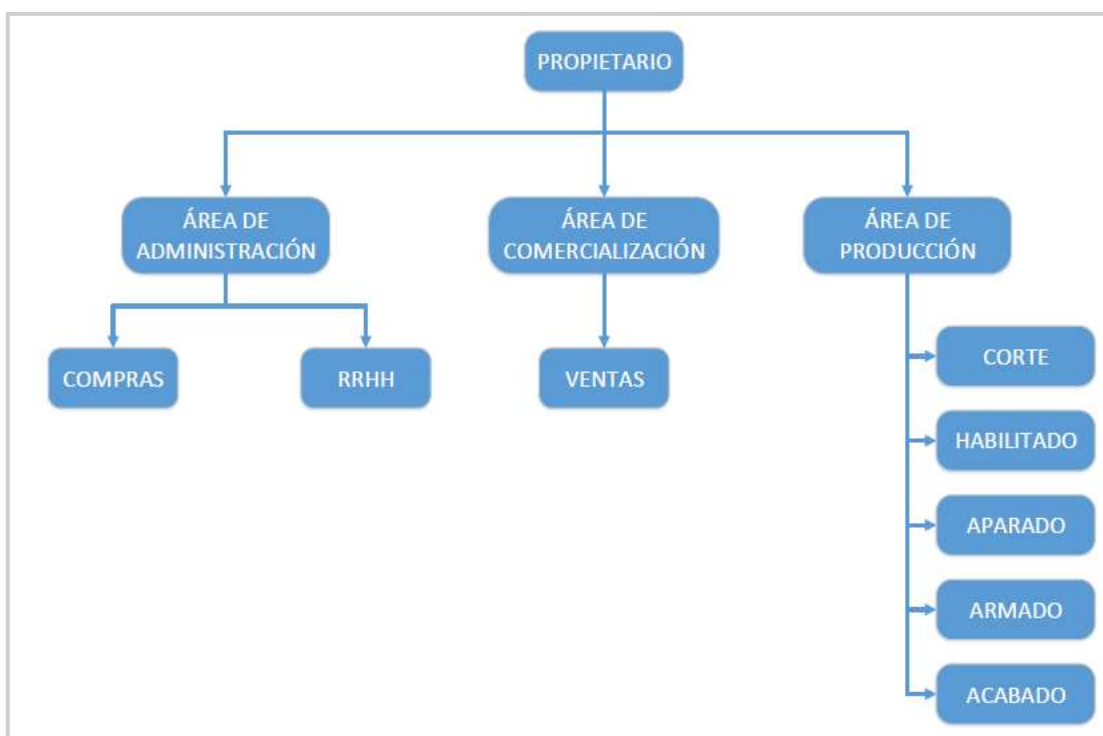 PROPIETARIO
ÁREA DE
ADMINISTRACIÓN
ÁREA DE
COMERCIALIZACIÓN
ÁREA DE
PRODUCCIÓN
COMPRAS
RRHH
VENTAS
CORTE
HABILITADO
APARADO
ARMADO
ACABADO